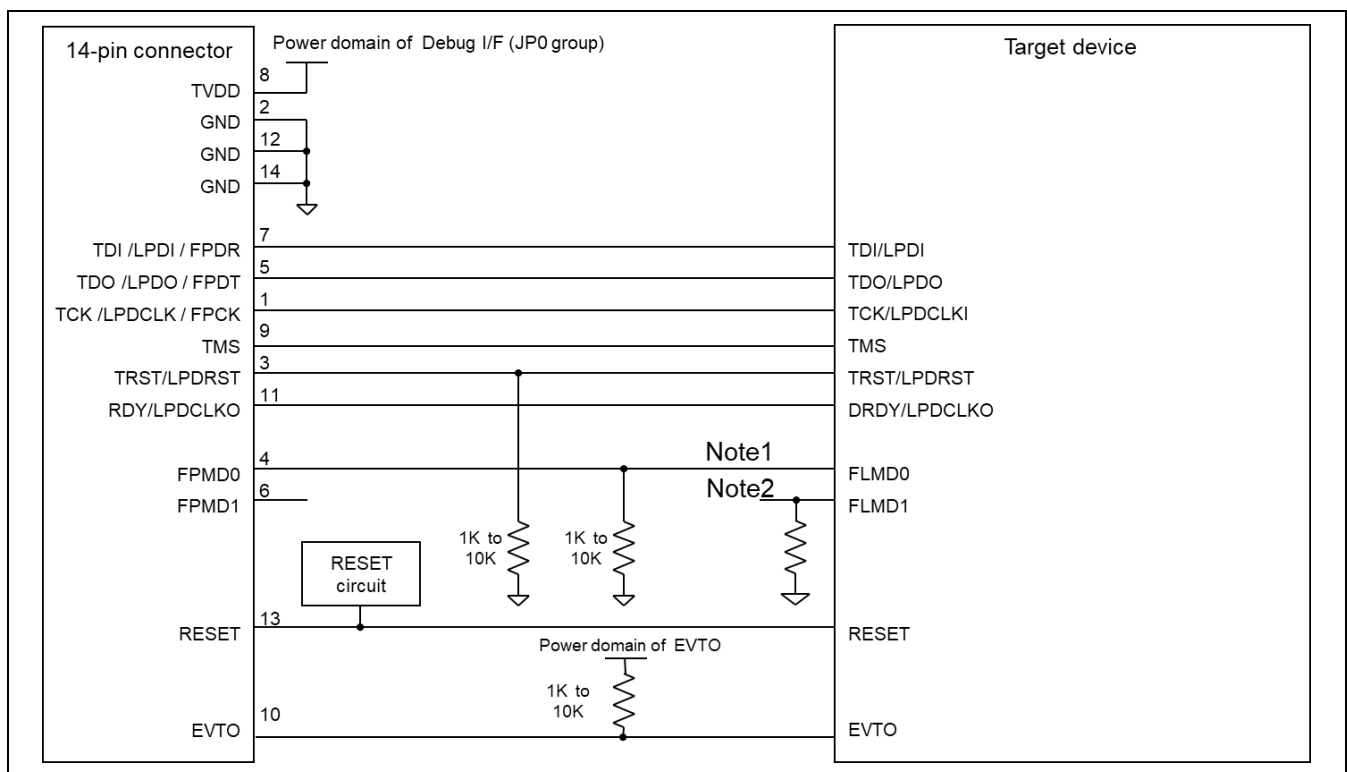 14-pin connector
Power domain of Debug I/F (JP0 group)
Target device
8
TVDD
2
GND
12
GND
14
GND
7
TDI /LPDI / FPDR
TDI/LPDI
5
TDO /LPDO / FPDT
TDO/LPDO
1
TCK /LPDCLK / FPCK
TCK/LPDCLKI
9
TMS
TMS
3
TRST/LPDRST
TRST/LPDRST
11
RDY/LPDCLKO
DRDY/LPDCLKO
Note1
4
FPMD0
FLMD0
Note2
6
FPMD1
FLMD1
1K to
10K
1K to
10K
RESET
circuit
13
RESET
RESET
Power domain of EVTO
1K to
10K
10
EVTO
EVTO